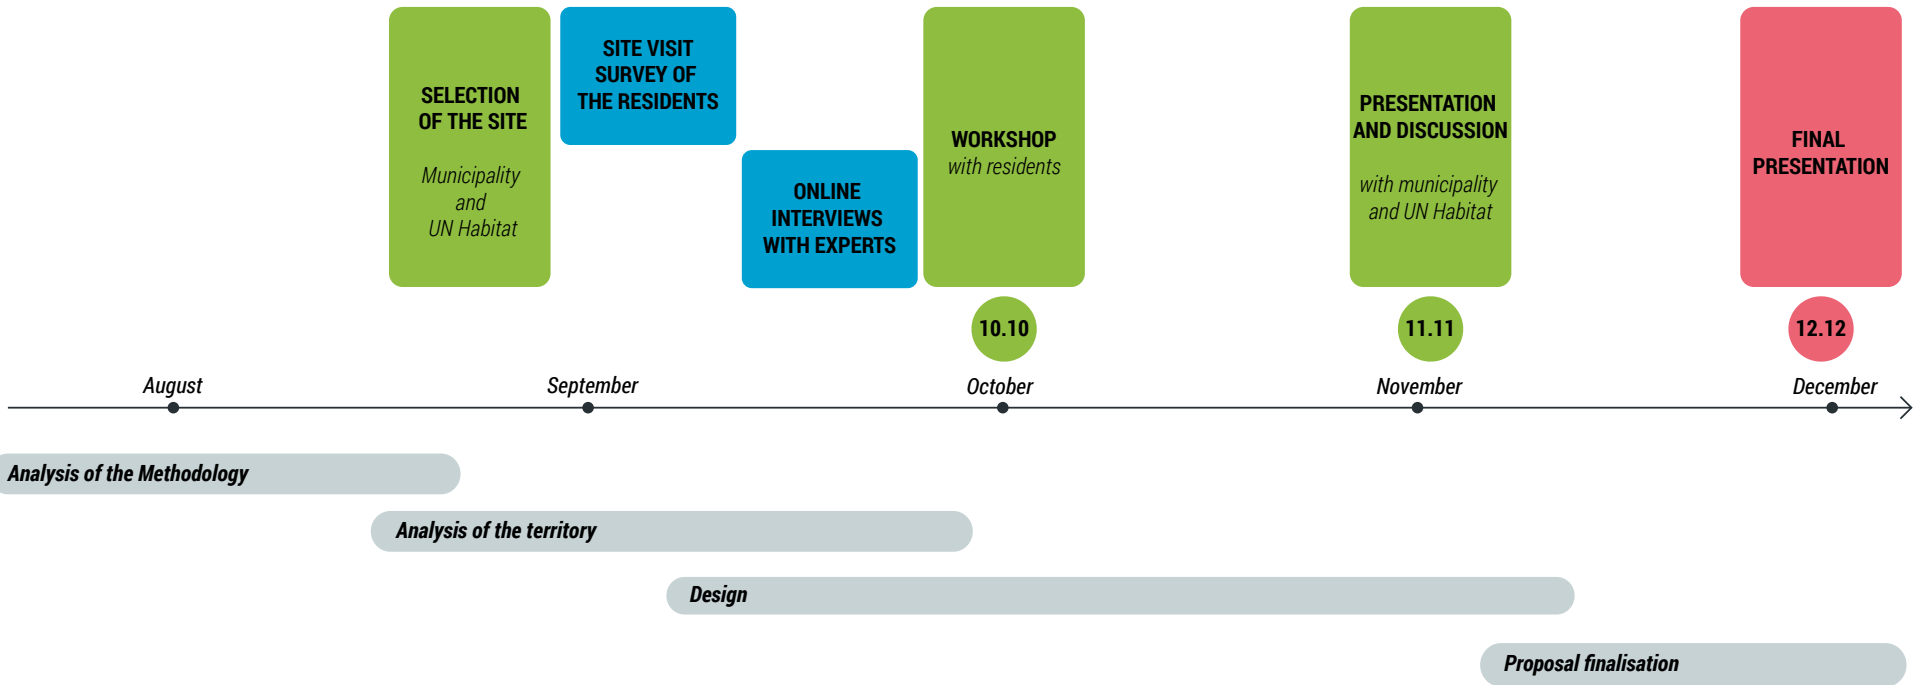 SELECTION
OF THE SITE
Municipality
and
UN Habitat
SITE VISIT
SURVEY OF
THE RESIDENTS
ONLINE
INTERVIEWS
WITH EXPERTS
WORKSHOP
with residents
PRESENTATION
AND DISCUSSION
with municipality
and UN Habitat
FINAL
PRESENTATION
10.10
11.11
12.12
August
September
October
November
December
Analysis of the Methodology
Analysis of the territory
Design
Proposal finalisation